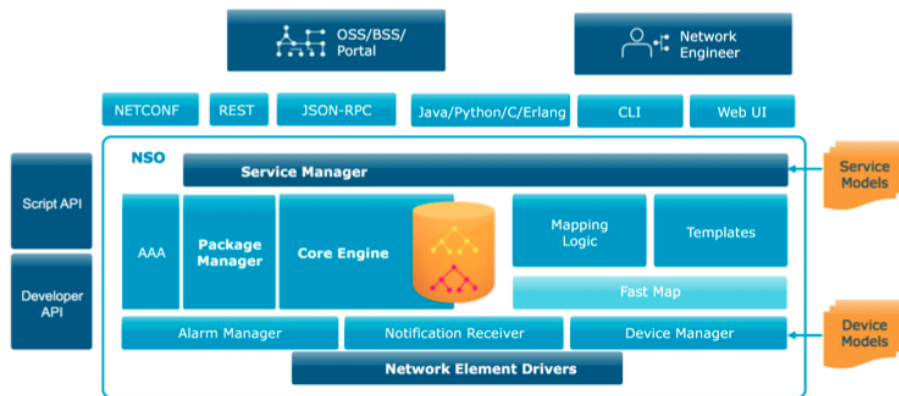 OSS/BSS/
Portal
Network
Engineer
NETCONF
REST
JSON-RPC
Java/Python/C/Erlang
CLI
Web UI
NSO
Service Manager
Service
Models
Script API
AAA
Package
Manager
Core Engine
Mapping
Logic
Templates
Developer
API
Fast Map
Alarm Manager
Notification Receiver
Device Manager
Device
Models
Network Element Drivers